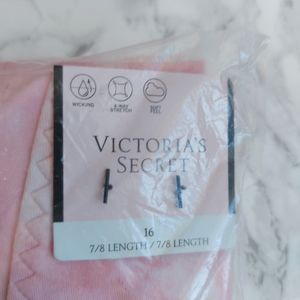 WICKING
4-WAY
STRETCH
SOFT
FEEL
VICTORIA'S
SECRET
16
7/8 LENGTH / 7/8 LENGTH